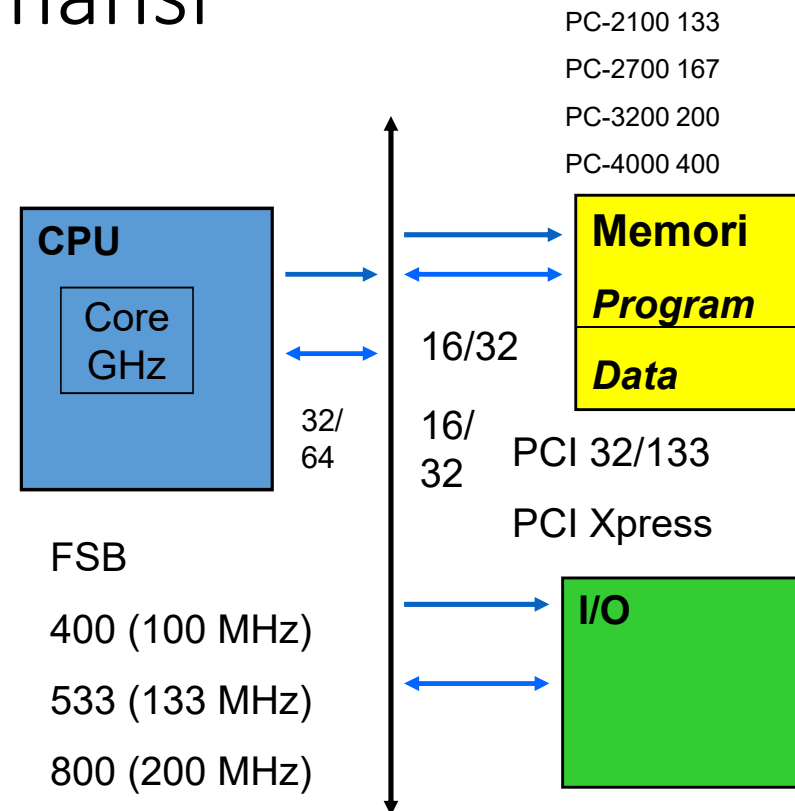 PC-2100 133
PC-2700 167
PC-3200 200
PC-4000 400
CPU
Core
GHz
32/
64
16/32
16/
32
Memori
Program
Data
PCI 32/133
PCI Xpress
FSB
400 (100 MHz)
533 (133 MHz)
800 (200 MHz)
I/O